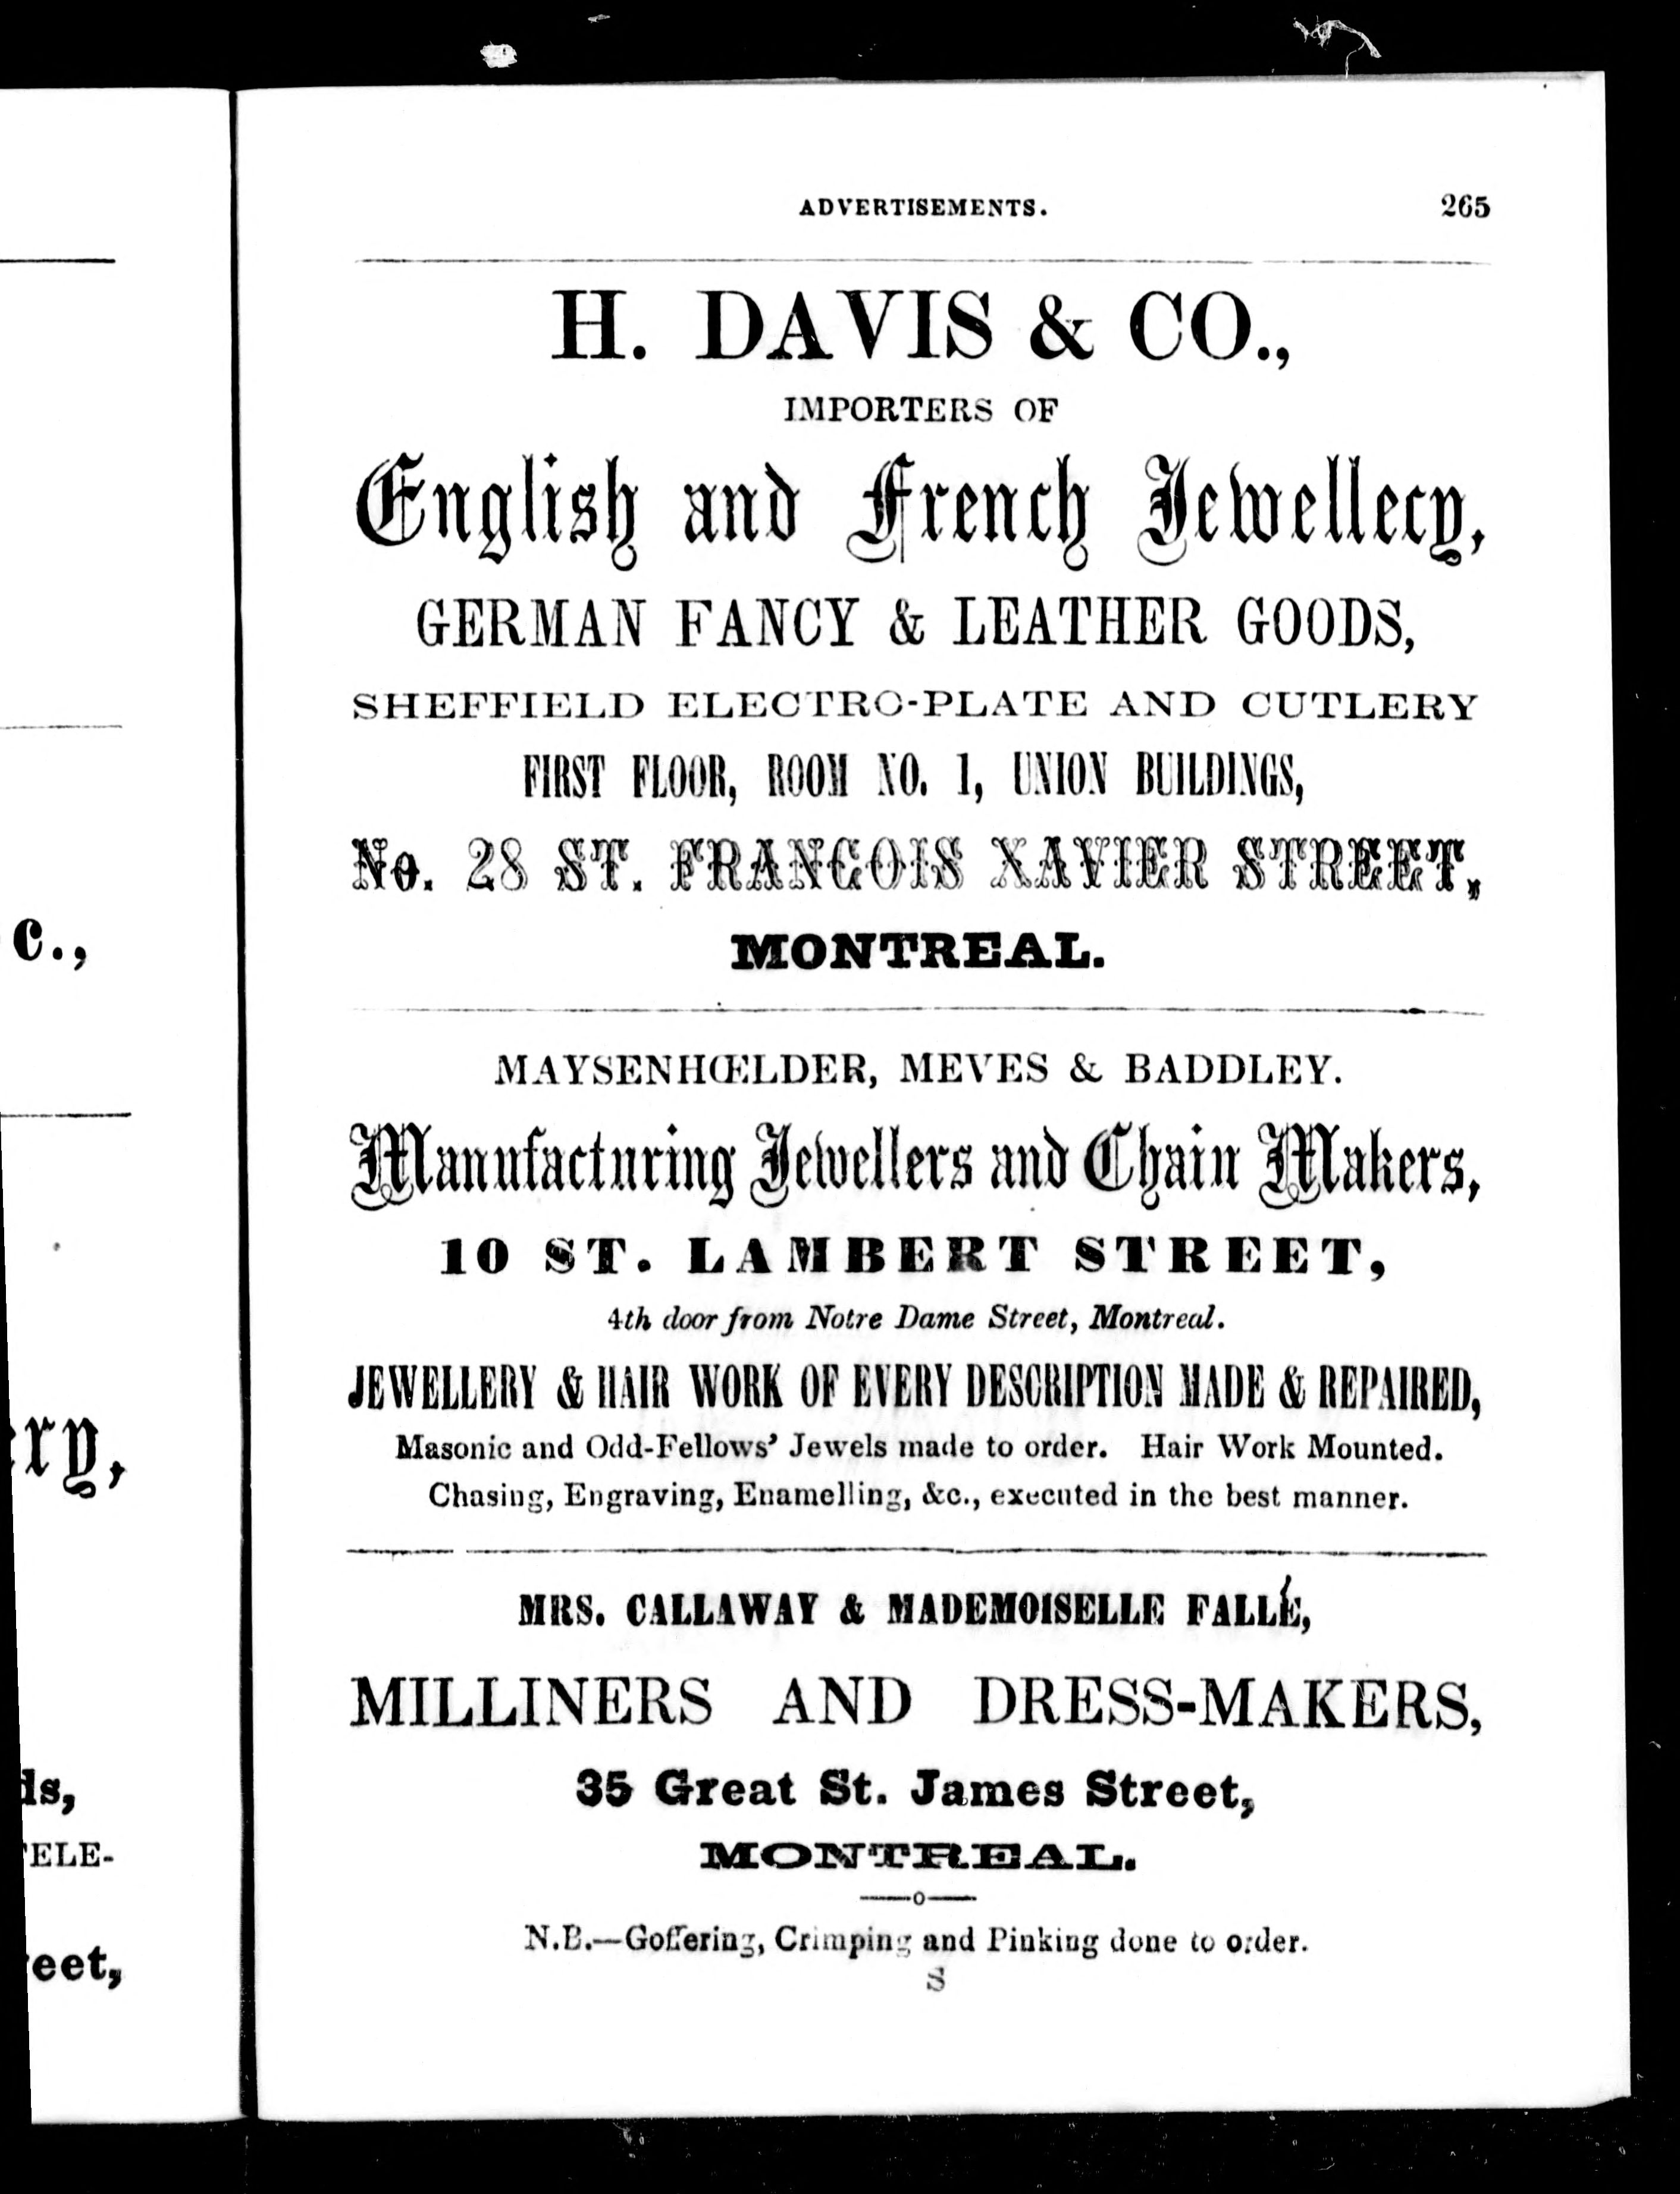 ADVERTISEMENTS. 265
H. DAVIS & CO.,
IMPORTERS OF
English and French Jewellery,
GERMAN FANCY & LEATHER GOODS,
SHEFFIELD ELECTRO-PLATE AND CUTLERY
FIRST FLOOR, ROOM NO. 1, UNION BUILDINGS,
No. 28 ST. FRANCOIS XAVIER STREET,
MONTREAL.
MAYSENHŒLDER, MEVES & BADDLEY.
Manufacturing Jewellers and Chain Makers,
10 ST. LAMBERT STREET,
4th door from Notre Dame Street, Montreal.
JEWELLERY & HAIR WORK OF EVERY DESCRIPTION MADE & REPAIRED,
Masonic and Odd-Fellows' Jewels made to order. Hair Work Mounted.
Chasing, Engraving, Enamelling, &c., executed in the best manner.
MRS. CALLAWAY & MADEMOISELLE FALLÉ,
MILLINERS AND DRESS-MAKERS,
35 Great St. James Street,
MONTREAL.
N.B.—Goffering, Crimping and Pinking done to order.
S
c.,
ry,
ds,
ELE-
eet,